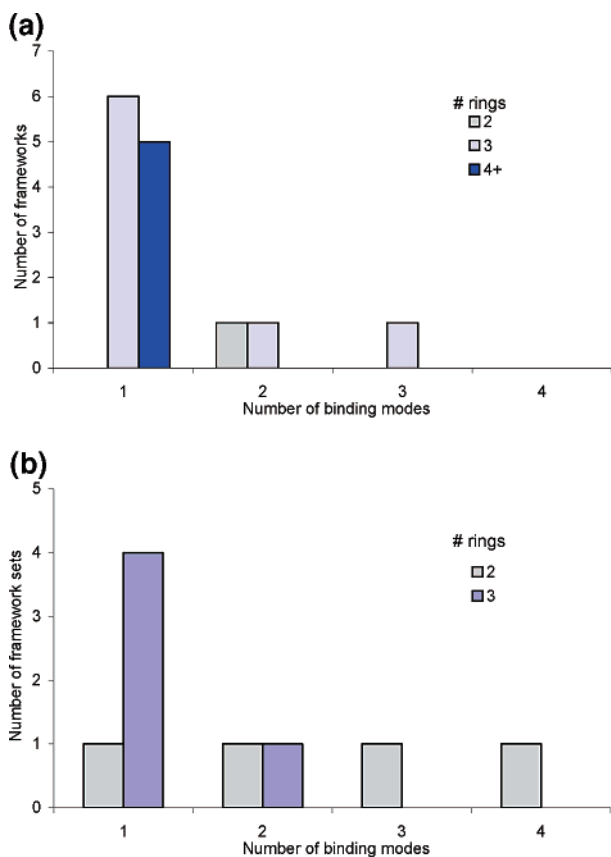 (a)
7
6
5
4
3
2
1
0
Number of frameworks
# rings
2
3
4+
1 2 3 4
Number of binding modes
(b)
5
4
3
2
1
0
Number of framework sets
# rings
2
3
1 2 3 4
Number of binding modes